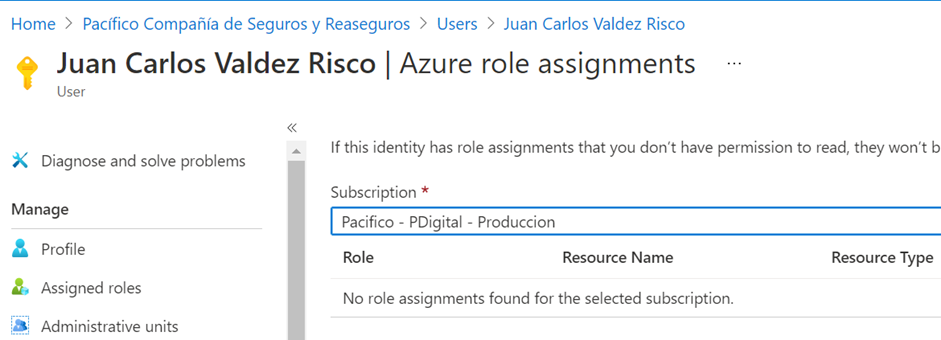 Home > Pacífico Compañía de Seguros y Reaseguros > Users > Juan Carlos Valdez Risco
Juan Carlos Valdez Risco | Azure role assignments ...
User
«
Diagnose and solve problems
Manage
Profile
Assigned roles
Administrative units
If this identity has role assignments that you don't have permission to read, they won't b
Subscription *
Pacifico - PDigital - Produccion
Role Resource Name Resource Type
No role assignments found for the selected subscription.